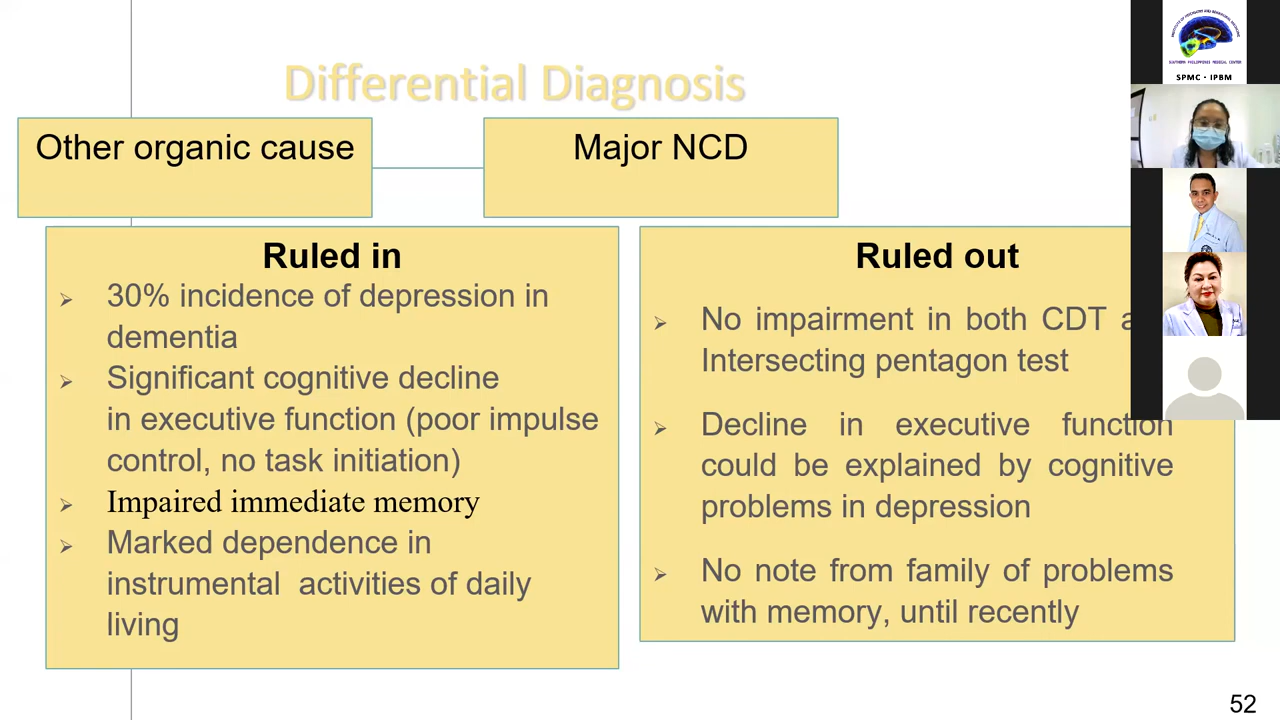 Differential Diagnosis
Other organic cause
Major NCD
Ruled in
30% incidence of depression in
dementia
Significant cognitive decline
in executive function (poor impulse
control, no task initiation)
Impaired immediate memory
Marked dependence in
instrumental activities of daily
living
Ruled out
No impairment in both CDT
Intersecting pentagon test
Decline in executive function
could be explained by cognitive
problems in depression
No note from family of problems
with memory, until recently
SPMC • IPBM
52